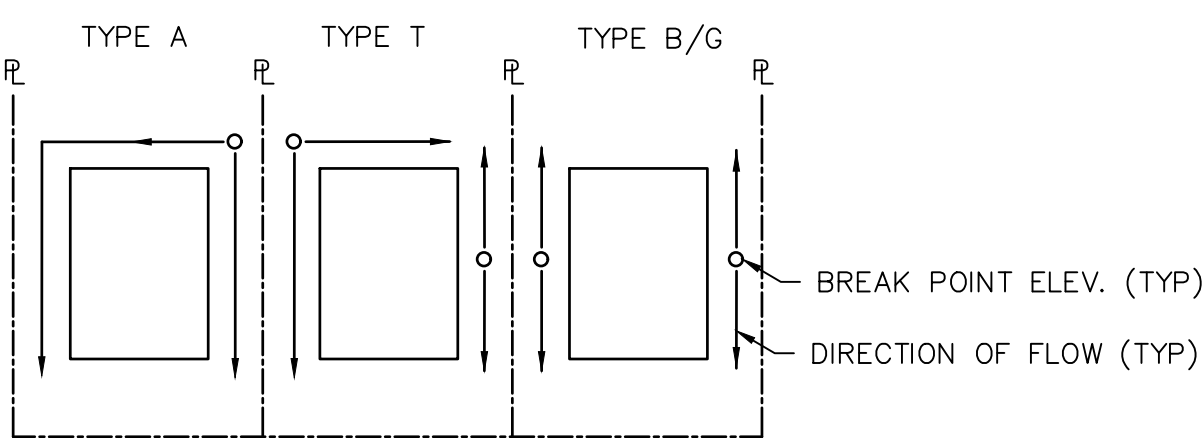 TYPE A
TYPE T
TYPE B/G
PL
PL
PL
PL
BREAK POINT ELEV. (TYP)
DIRECTION OF FLOW (TYP)